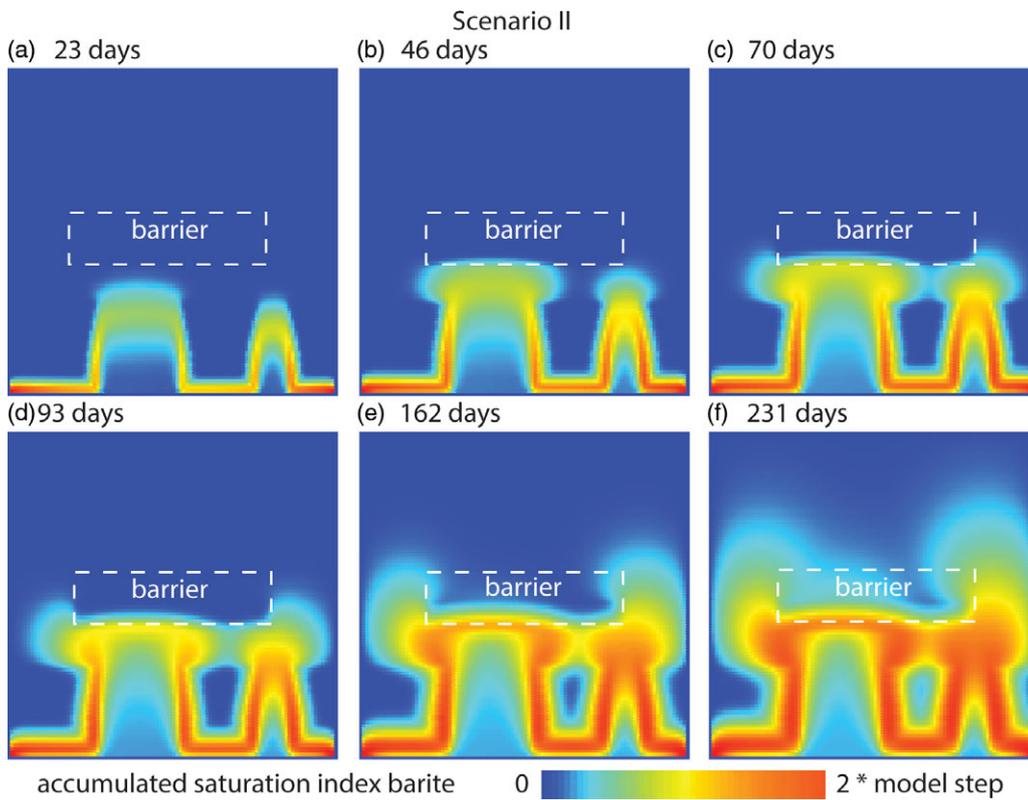 Scenario II
(a) 23 days
(b) 46 days
(c) 70 days
barrier
barrier
barrier
(d)93 days
(e) 162 days
(f) 231 days
barrier
barrier
barrier
accumulated saturation index barite 0 2 * model step